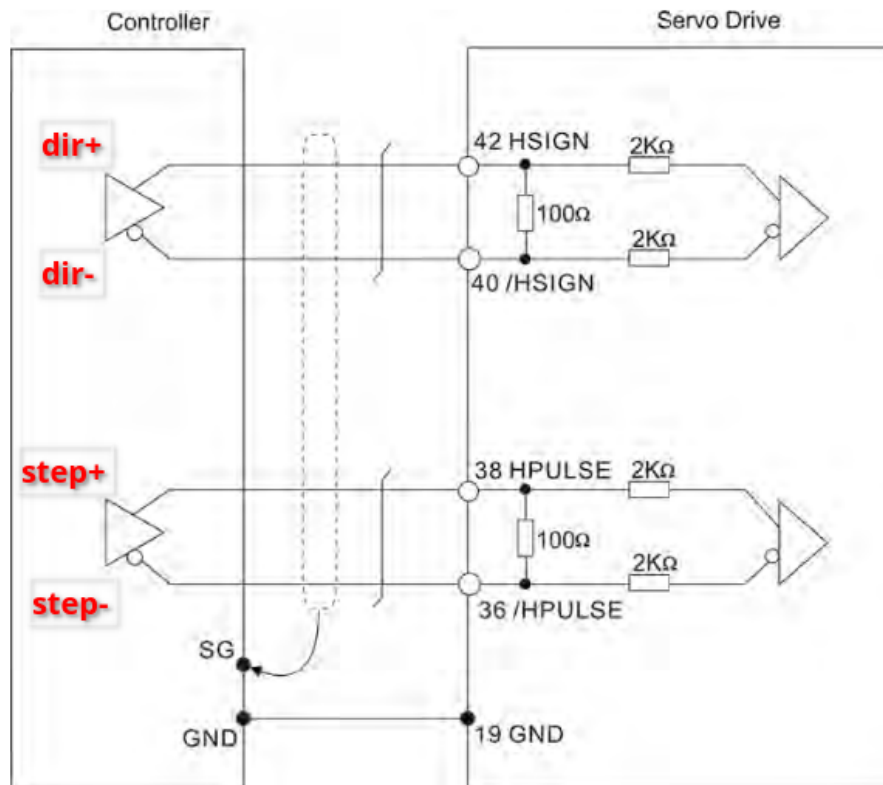 Controller
Servo Drive
dir+
42 HSIGN
2KΩ
100Ω
2KΩ
dir-
40 /HSIGN
step+
38 HPULSE
2KΩ
100Ω
2KΩ
step-
36 /HPULSE
SG
GND
19 GND